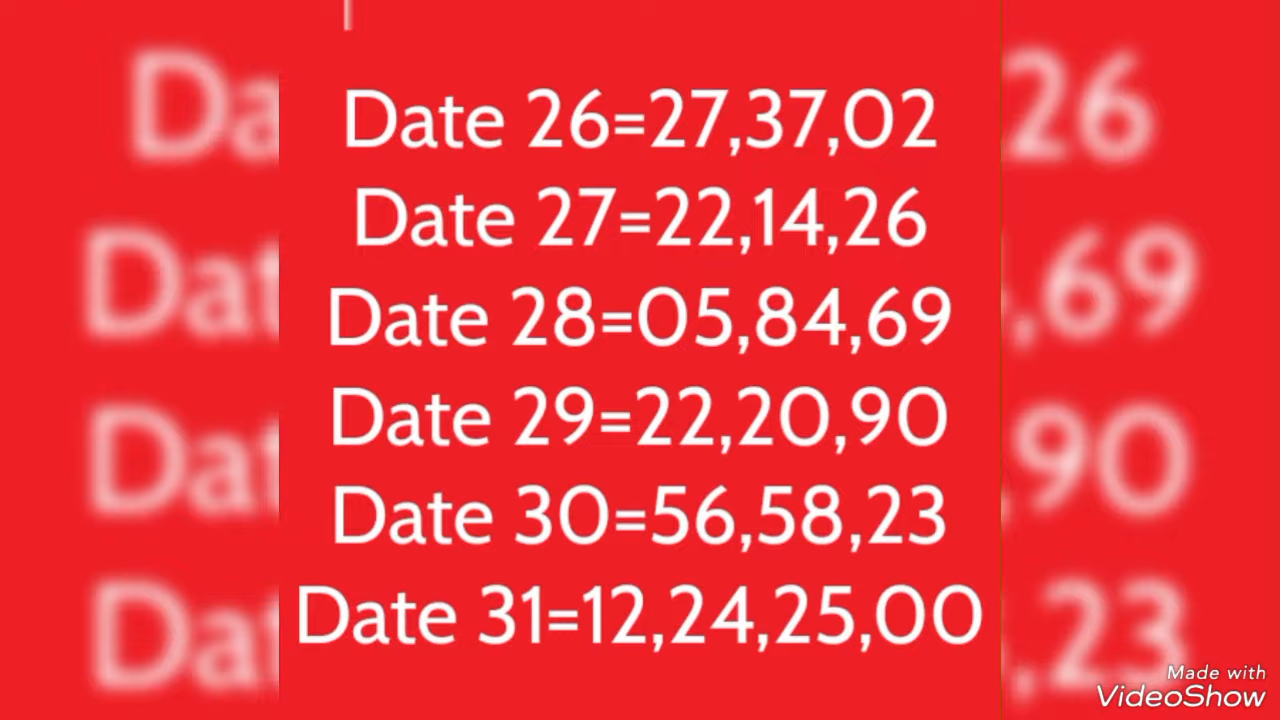 Date 26=27,37,02
Date 27=22,14,26
Date 28=05,84,69
Date 29=22,20,90
Date 30=56,58,23
Date 31=12,24,25,00
Made with
VideoShow